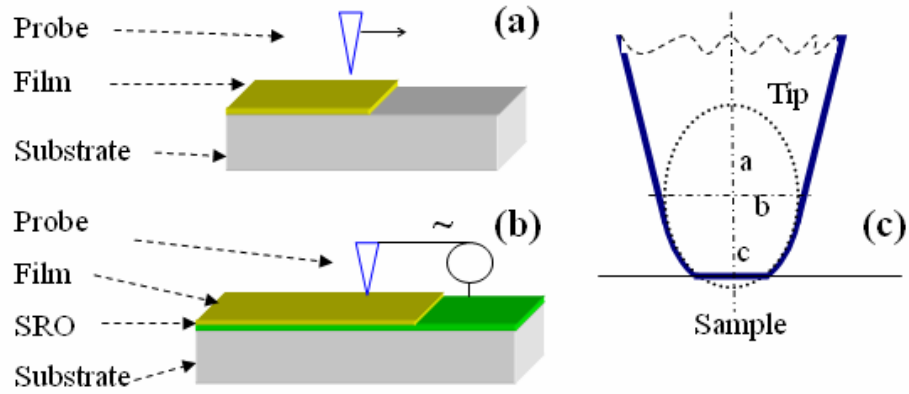 (a)
Probe
Film
Substrate
Probe
~
(b)
Film
SRO
Substrate
Tip
a
b
c
(c)
Sample